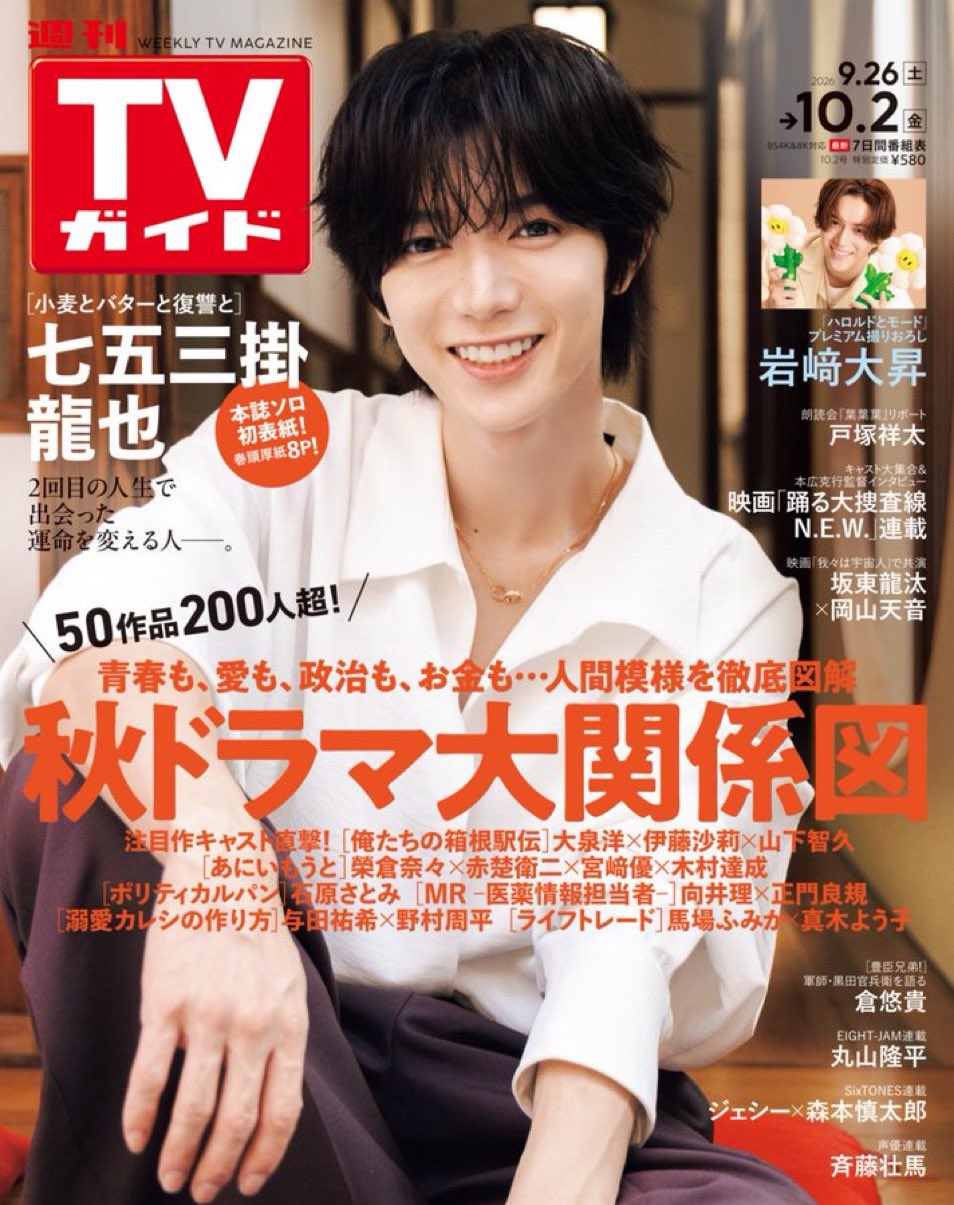 週刊
WEEKLY TV MAGAZINE
TV
ガイド
2026 9.26 土
→10.2 金
BS4K&8K対応 最新 7日間番組表
10.2号 特別定価 ¥580
「ハロルドとモード」
プレミアム撮りおろし
岩﨑大昇
朗読会「葉葉葉」リポート
戸塚祥太
キャスト大集合&
本広克行監督インタビュー
映画「踊る大捜査線
N.E.W.」連載
映画「我々は宇宙人」で共演
坂東龍汰
×岡山天音
[小麦とバターと復讐と]
七五三掛
龍也
本誌ソロ
初表紙!
巻頭厚紙8P!
2回目の人生で
出会った
運命を変える人——。
50作品200人超!
青春も、愛も、政治も、お金も…人間模様を徹底図解
秋ドラマ大関係図
注目作キャスト直撃! [俺たちの箱根駅伝]大泉洋×伊藤沙莉×山下智久
[あにいもうと]榮倉奈々×赤楚衛二×宮﨑優×木村達成
[ポリティカルパン]石原さとみ [MR -医薬情報担当者-]向井理×正門良規
[溺愛カレシの作り方]与田祐希×野村周平 [ライフトレード]馬場ふみか×真木よう子
[豊臣兄弟!]
軍師・黒田官兵衛を語る
倉悠貴
EIGHT-JAM連載
丸山隆平
SixTONES連載
ジェシー×森本慎太郎
声優連載
斉藤壮馬